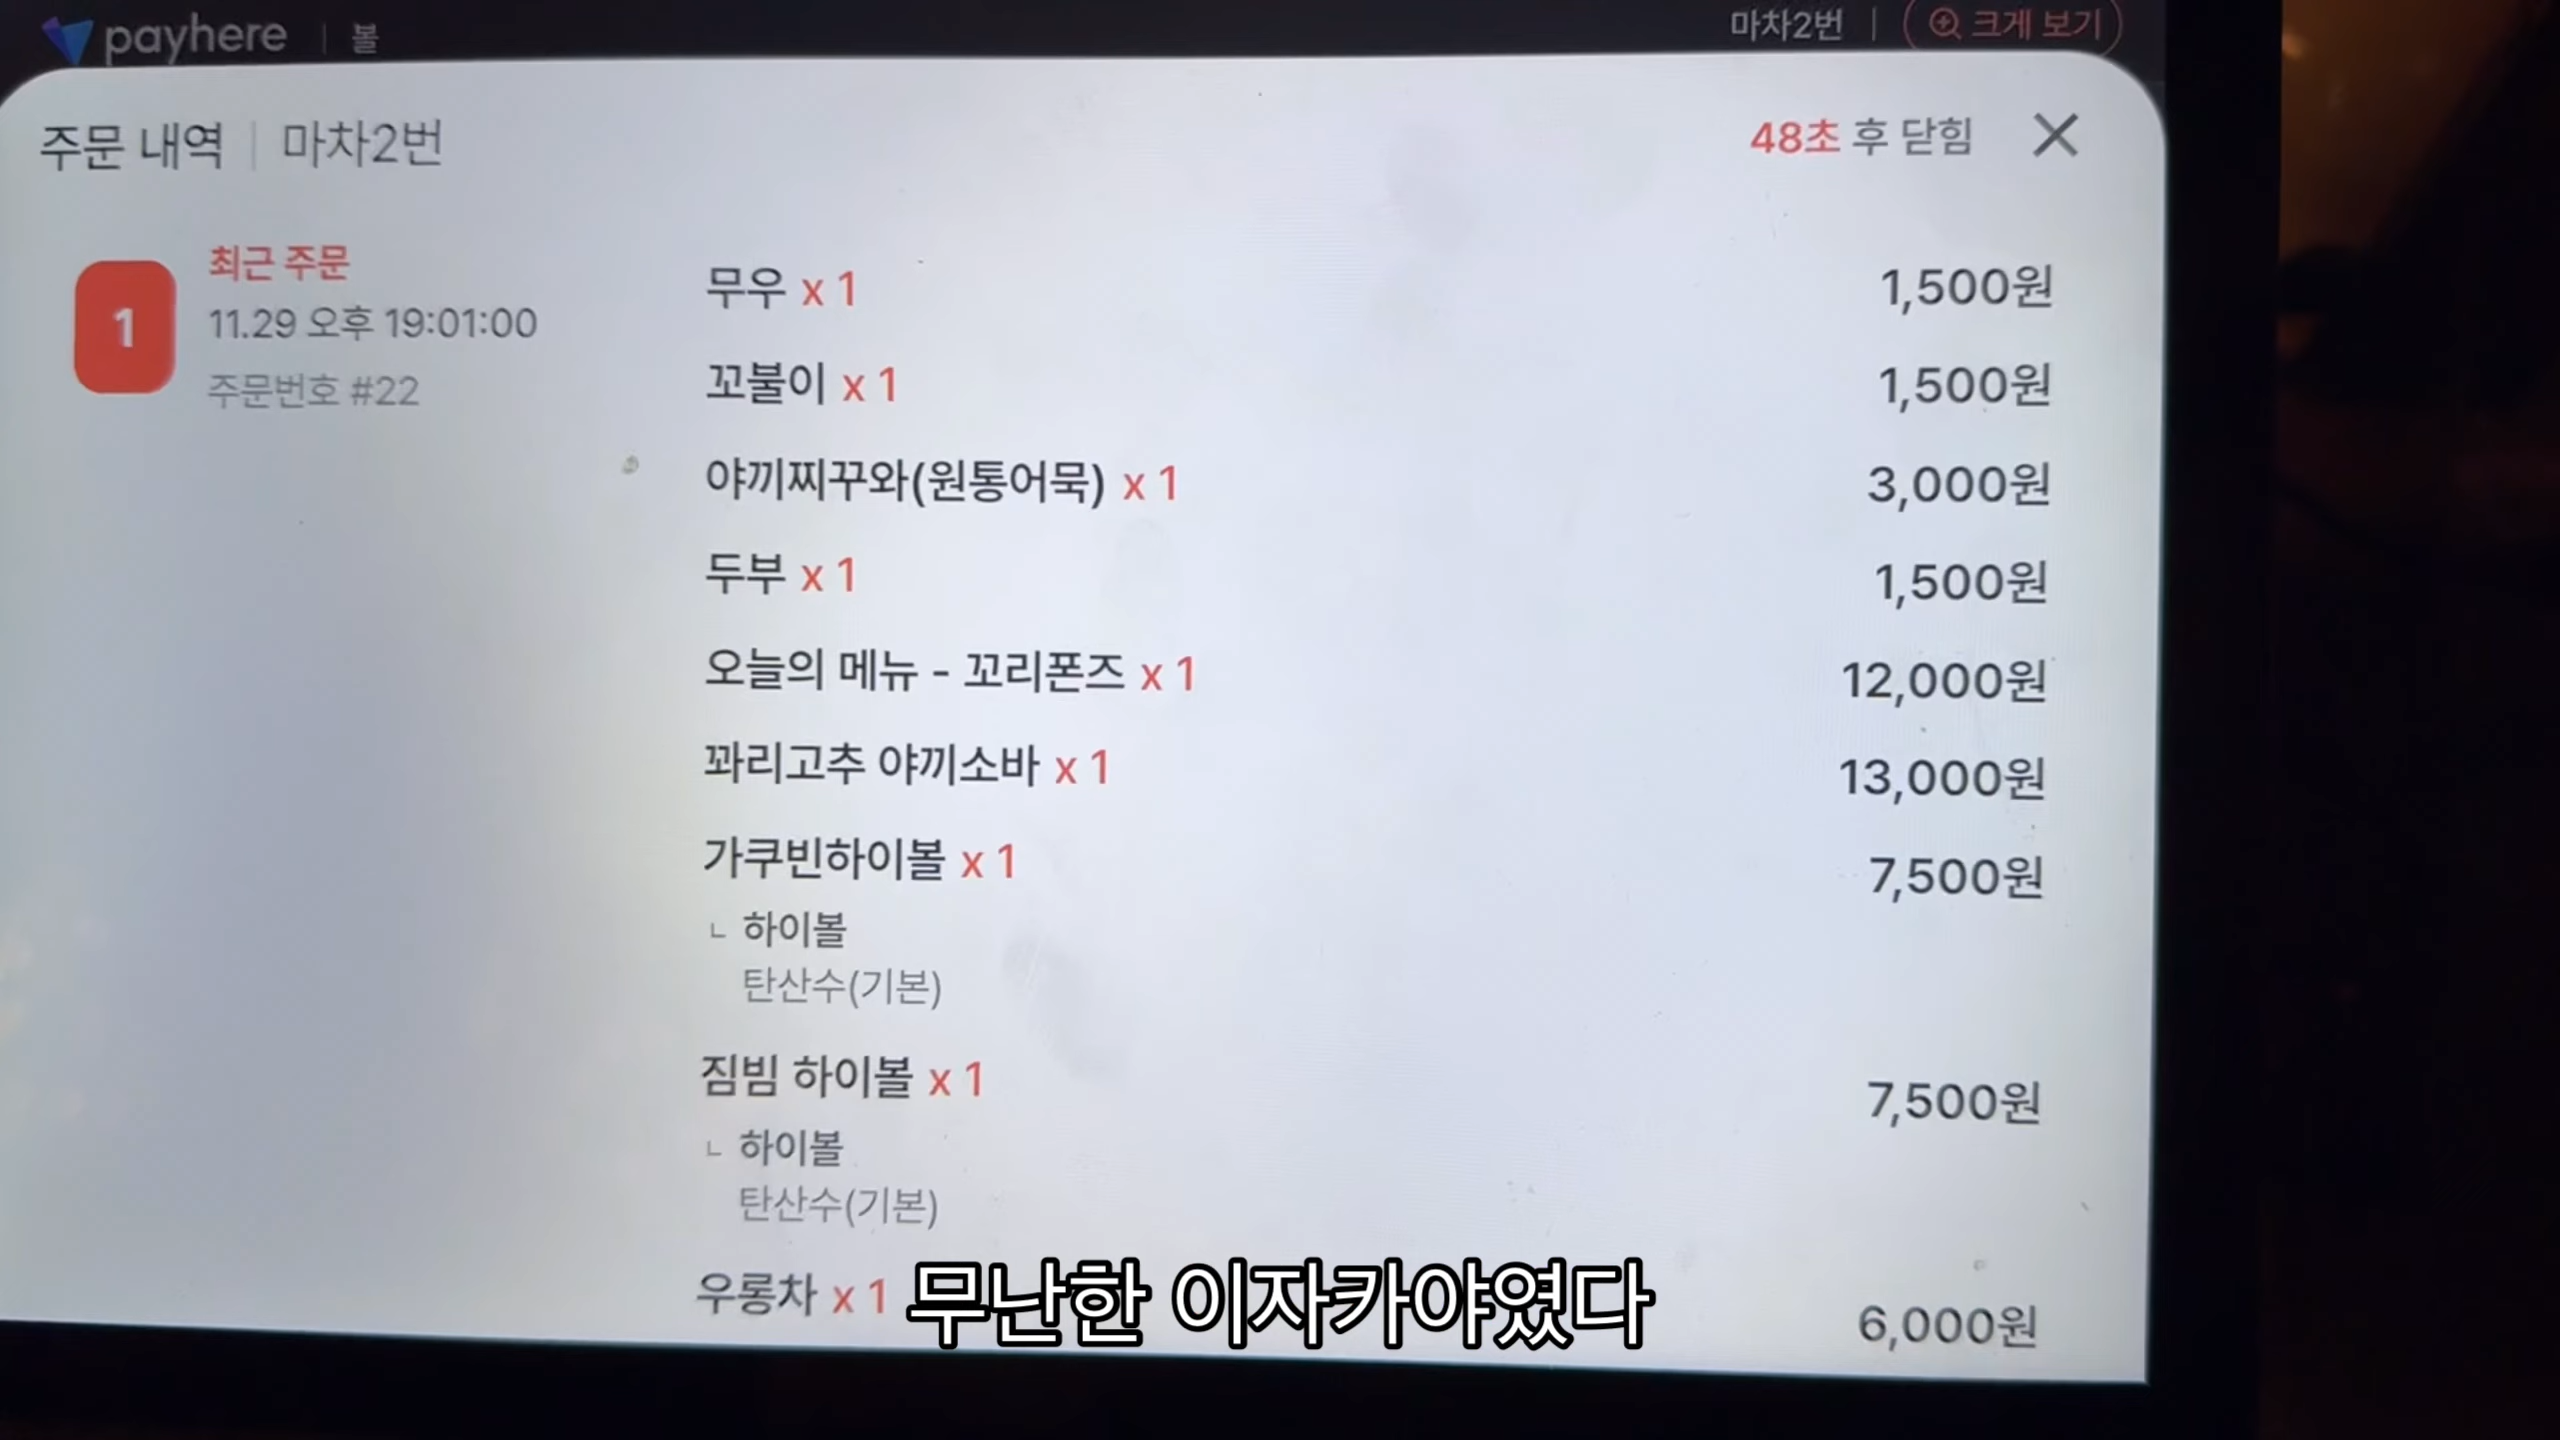 payhere | 볼
마차2번 | 크게 보기
주문 내역 | 마차2번
48초 후 닫힘
1
최근 주문
11.29 오후 19:01:00
주문번호 #22
무우 x 1 1,500원
꼬불이 x 1 1,500원
야끼찌꾸와(원통어묵) x 1 3,000원
두부 x 1 1,500원
오늘의 메뉴 - 꼬리폰즈 x 1 12,000원
꽈리고추 야끼소바 x 1 13,000원
가쿠빈하이볼 x 1 7,500원
ㄴ 하이볼
탄산수(기본)
짐빔 하이볼 x 1 7,500원
ㄴ 하이볼
탄산수(기본)
우롱차 x 1 6,000원
무난한 이자카야였다